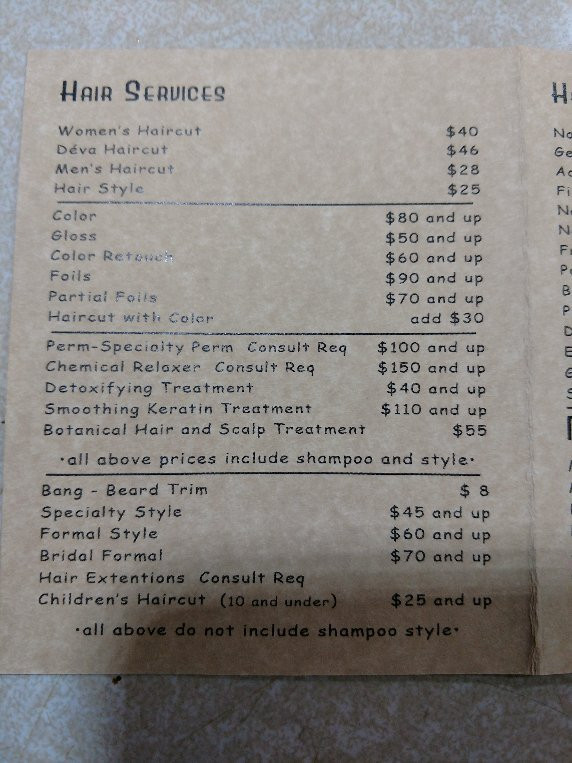 Hair Services
Women's Haircut $40
Déva Haircut $46
Men's Haircut $28
Hair Style $25
Color $80 and up
Gloss $50 and up
Color Retouch $60 and up
Foils $90 and up
Partial Foils $70 and up
Haircut with Color add $30
Perm-Specialty Perm Consult Req $100 and up
Chemical Relaxer Consult Req $150 and up
Detoxifying Treatment $40 and up
Smoothing Keratin Treatment $110 and up
Botanical Hair and Scalp Treatment $55
·all above prices include shampoo and style·
Bang - Beard Trim $ 8
Specialty Style $45 and up
Formal Style $60 and up
Bridal Formal $70 and up
Hair Extentions Consult Req
Children's Haircut (10 and under) $25 and up
·all above do not include shampoo style·